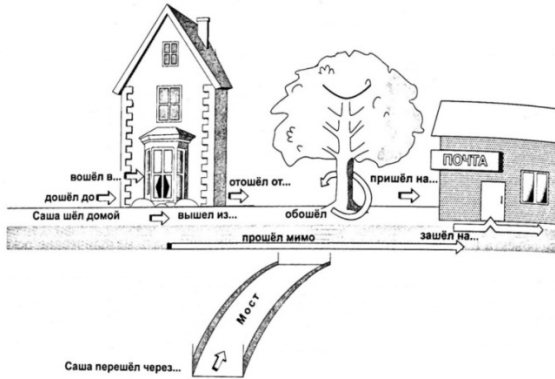 ПОЧТА
вошёл в...
дошёл до
отошёл от...
пришёл на...
Саша шёл домой
вышел из...
обошёл
прошёл мимо
зашёл на...
Мост
Саша перешёл через...